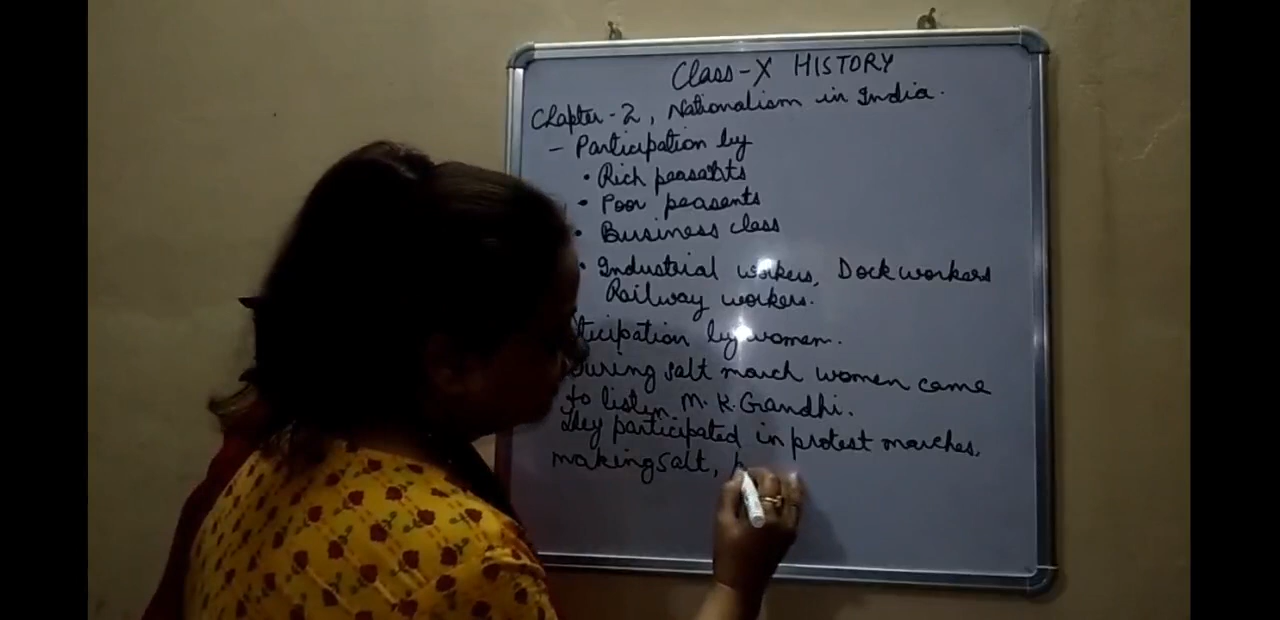 Class-X HISTORY
Chapter-2, Nationalism in India.
- Participation by
• Rich peasants
• Poor peasents
• Business class
• Industrial workers, Dock workers
Railway workers.
ticipation by women.
During salt march women came
to listen M. K. Gandhi.
They participated in protest marches,
making salt,